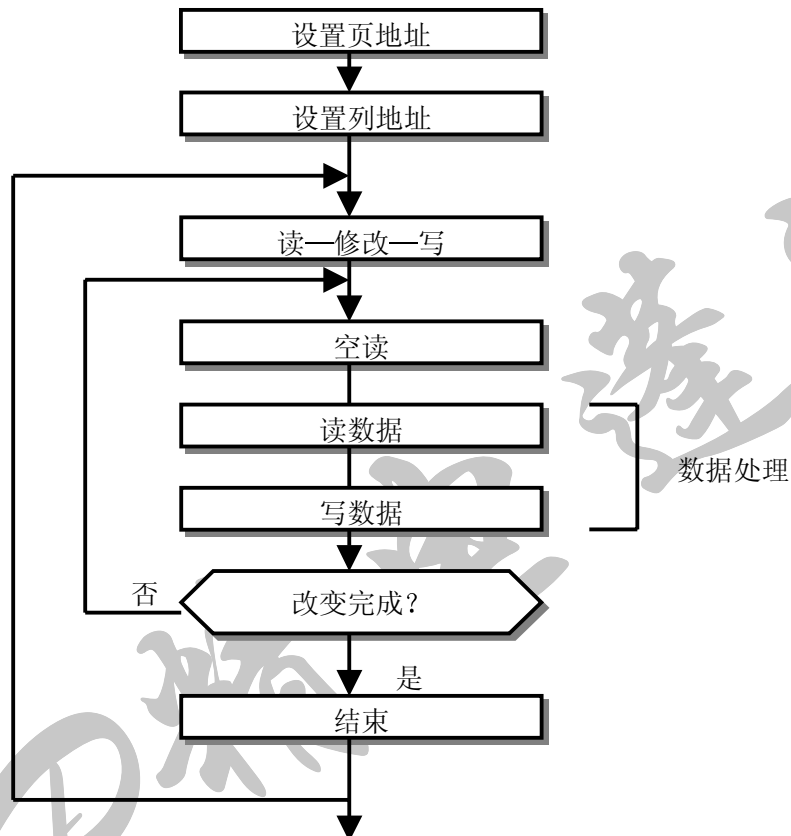 设置页地址
设置列地址
读—修改—写
空读
读数据
数据处理
写数据
否
改变完成？
是
结束